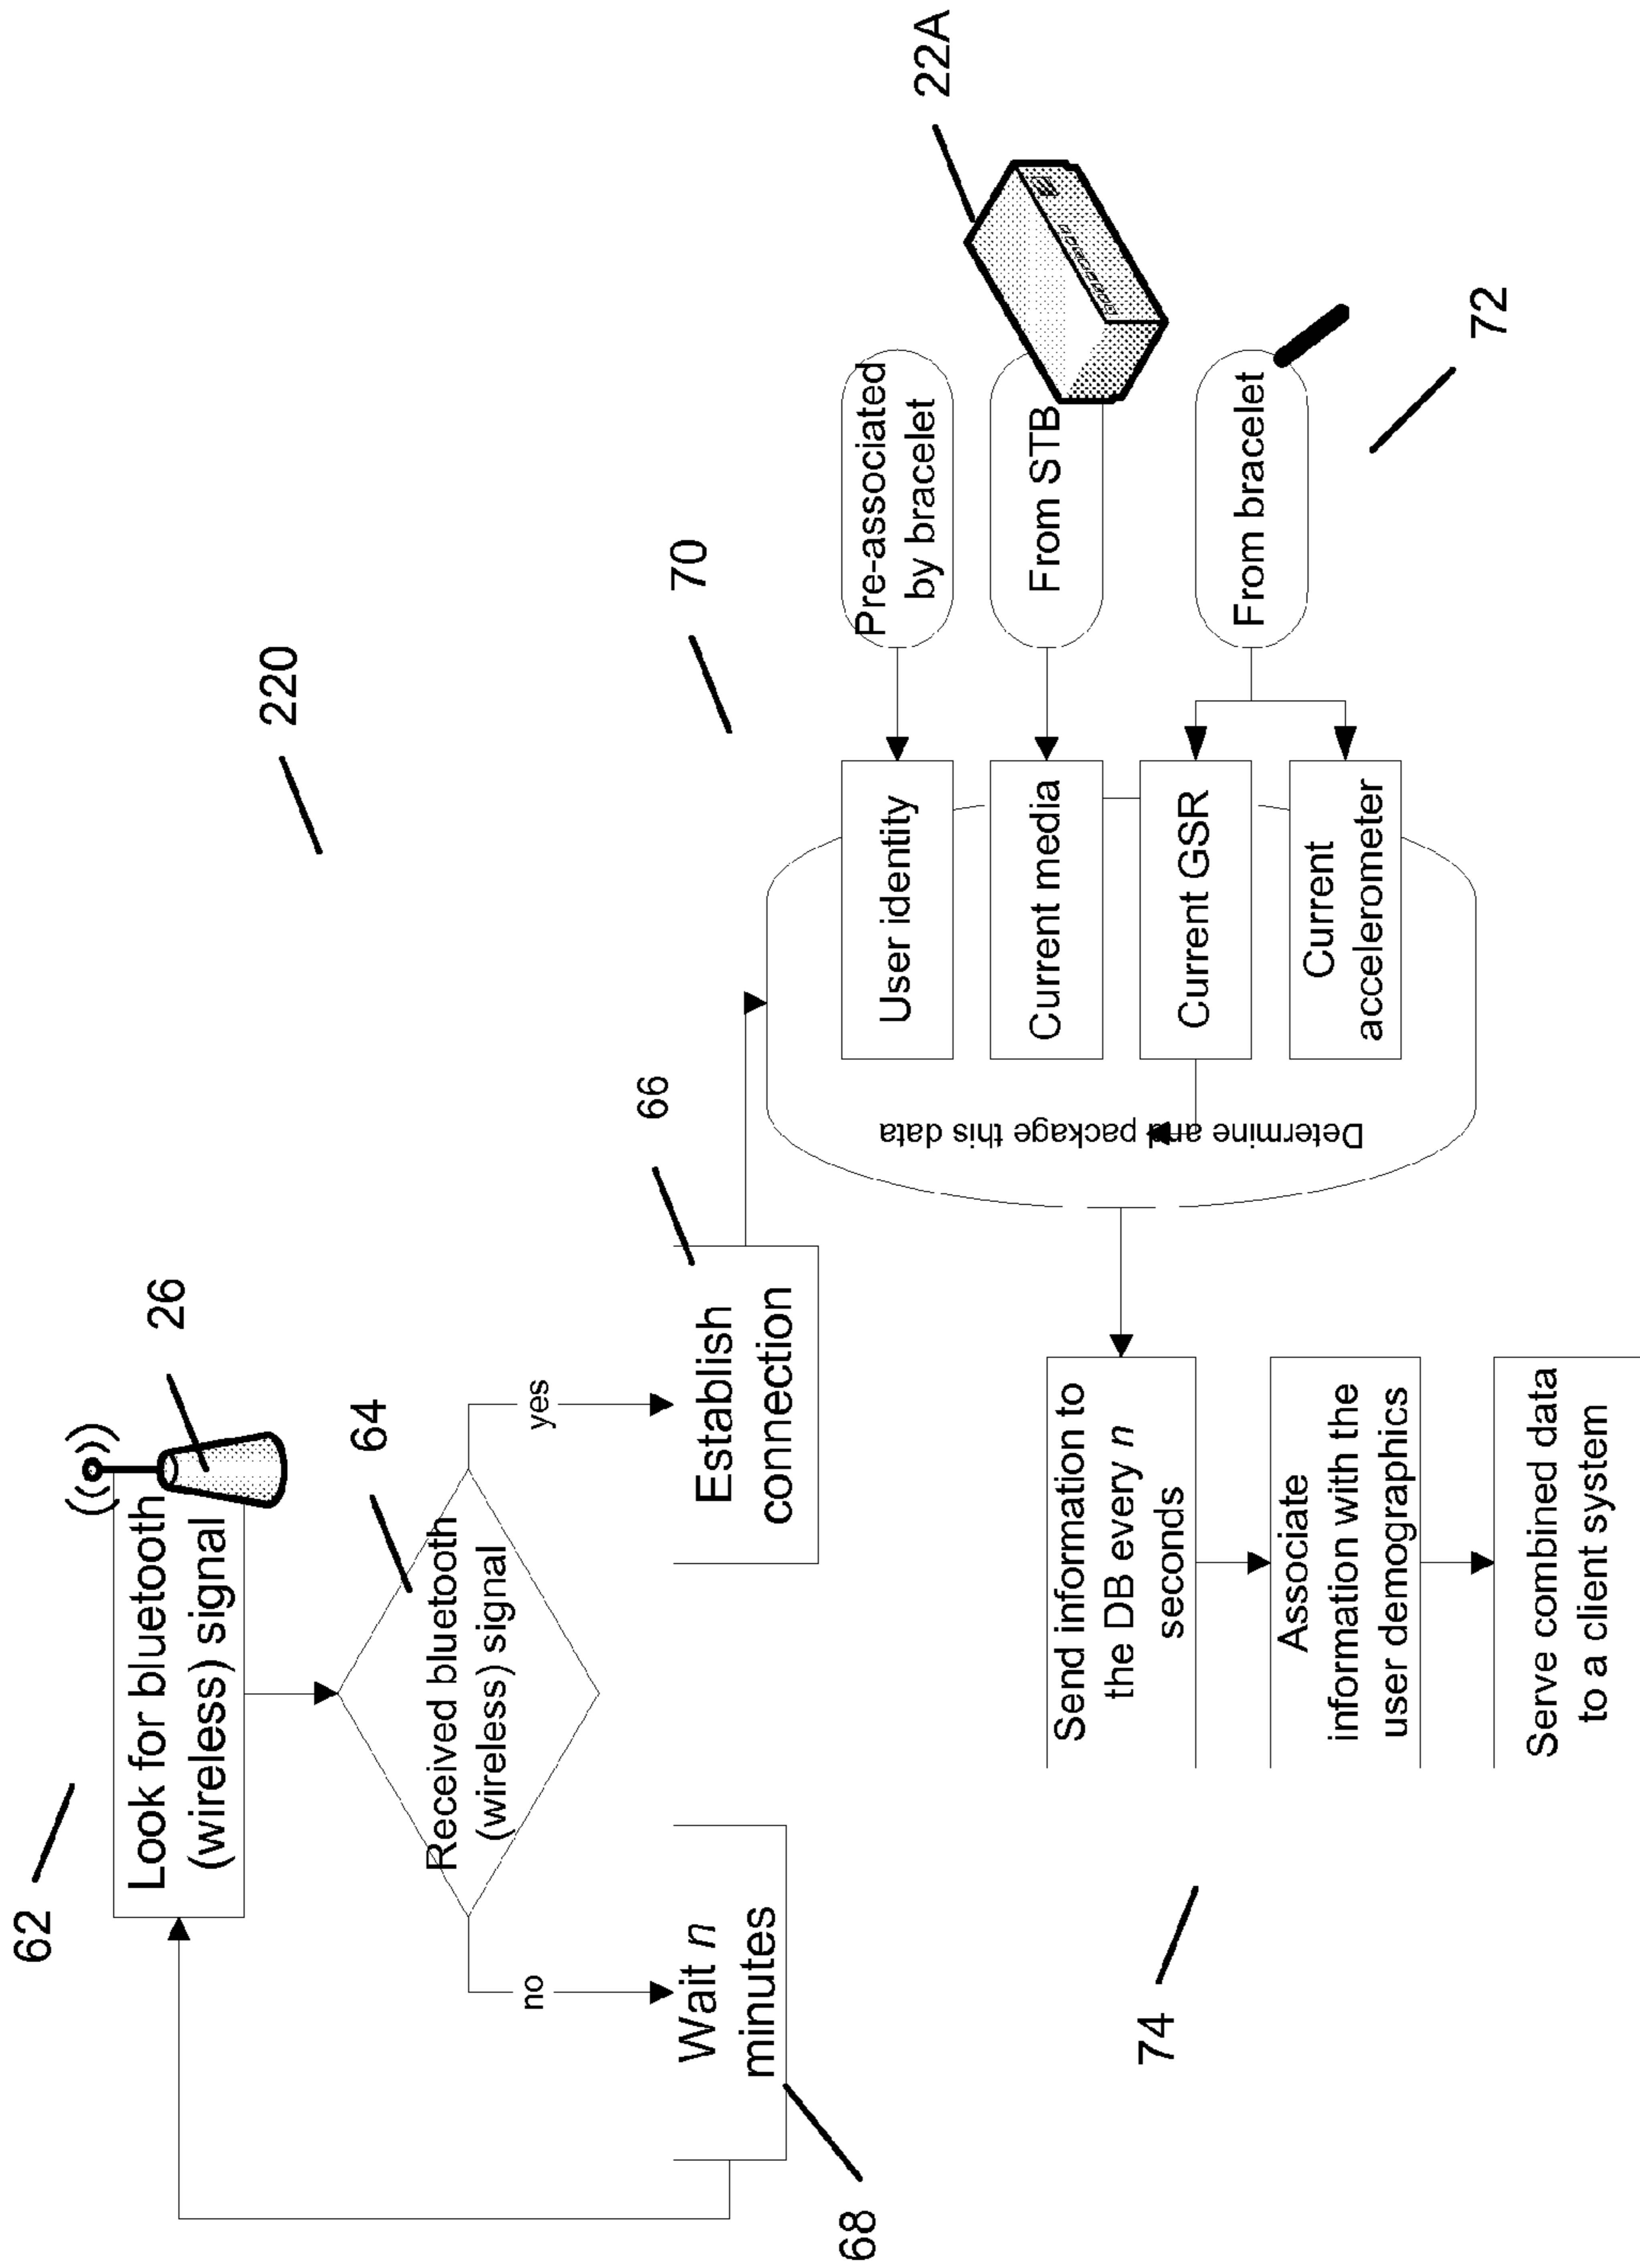 62
Look for bluetooth
(wireless) signal
26
220
64
Received bluetooth
(wireless) signal
no
yes
Wait n
minutes
68
Establish
connection
66
70
Determine and package this data
User identity
Current media
Current GSR
Current
accelerometer
Pre-associated
by bracelet
From STB
22A
From bracelet
72
Send information to
the DB every n
seconds
Associate
information with the
user demographics
Serve combined data
to a client system
74